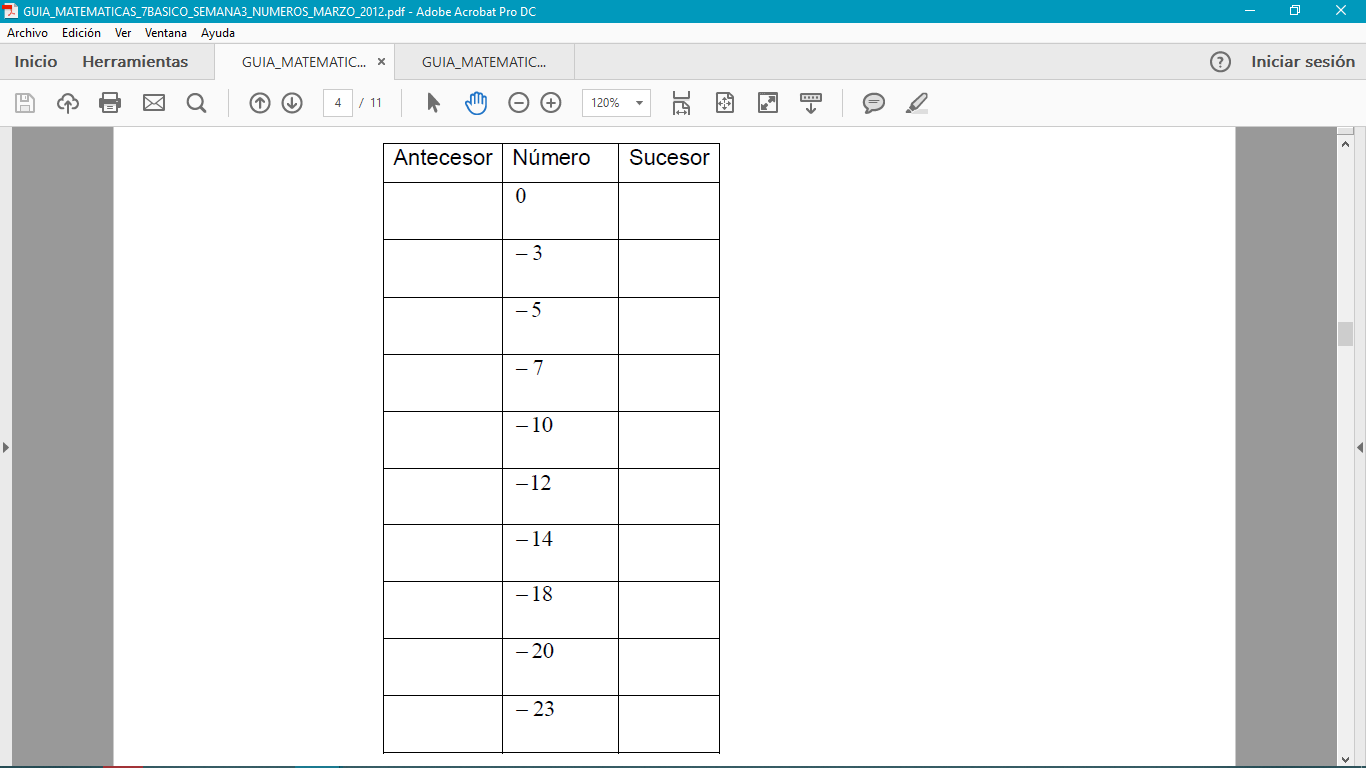 GUIA_MATEMATICAS_7BASICO_SEMANA3_NUMEROS_MARZO_2012.pdf - Adobe Acrobat Pro DC
Archivo Edición Ver Ventana Ayuda
Inicio Herramientas GUIA_MATEMATIC... × GUIA_MATEMATIC... ? Iniciar sesión
4 / 11 120%
Antecesor Número Sucesor
0
−3
−5
−7
−10
−12
−14
−18
−20
−23